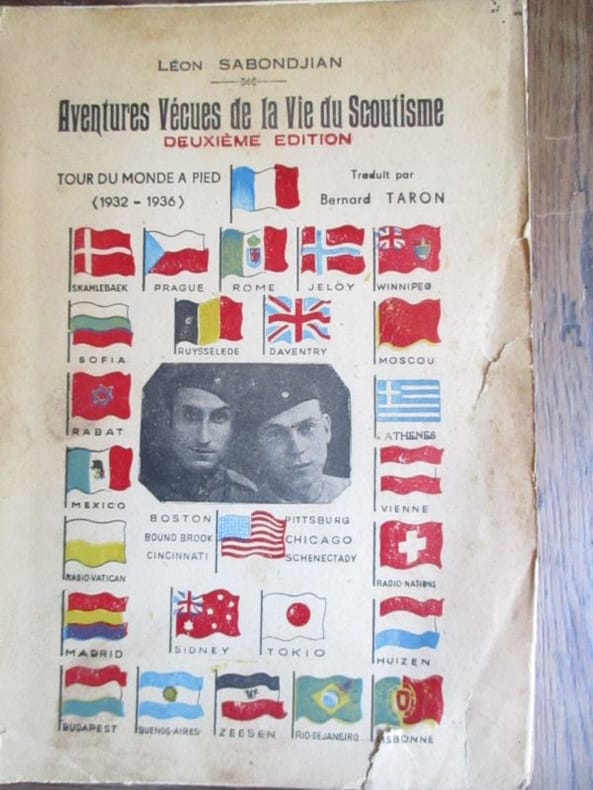 LÉON SABONDJIAN
Aventures Vécues de la Vie du Scoutisme
DEUXIÈME EDITION
TOUR DU MONDE A PIED
(1932 - 1936)
Traduit par
Bernard TARON
SKAMLEBAEK PRAGUE ROME JELÖY WINNIPEG
SOFIA RUYSSELEDE DAVENTRY MOSCOU
RABAT ATHENES
MEXICO VIENNE
BOSTON PITTSBURG
BOUND BROOK CHICAGO
CINCINNATI SCHENECTADY
RADIO-VATICAN RADIO-NATIONS
MADRID SIDNEY TOKIO HUIZEN
BUDAPEST BUENOS-AIRES ZEESEN RIO DE JANEIRO LISBONNE